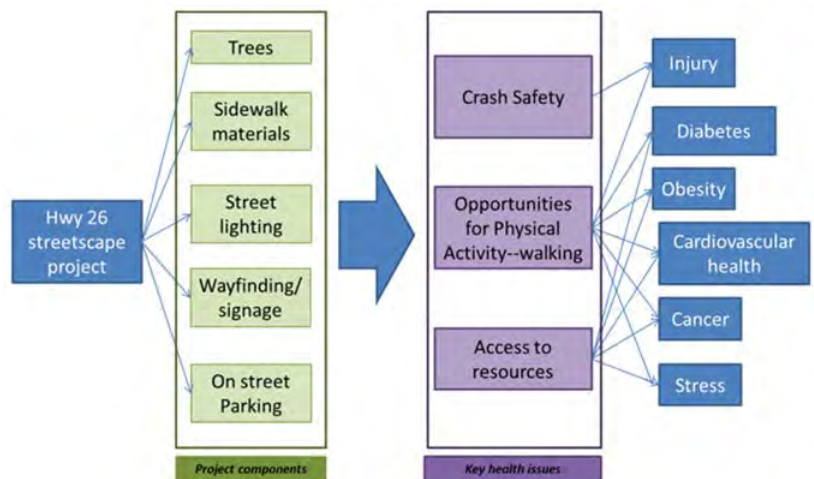 Hwy 26
streetscape
project
Trees
Sidewalk
materials
Street
lighting
Wayfinding/
signage
On street
Parking
Project components
Crash Safety
Opportunities
for Physical
Activity--walking
Access to
resources
Key health issues
Injury
Diabetes
Obesity
Cardiovascular
health
Cancer
Stress